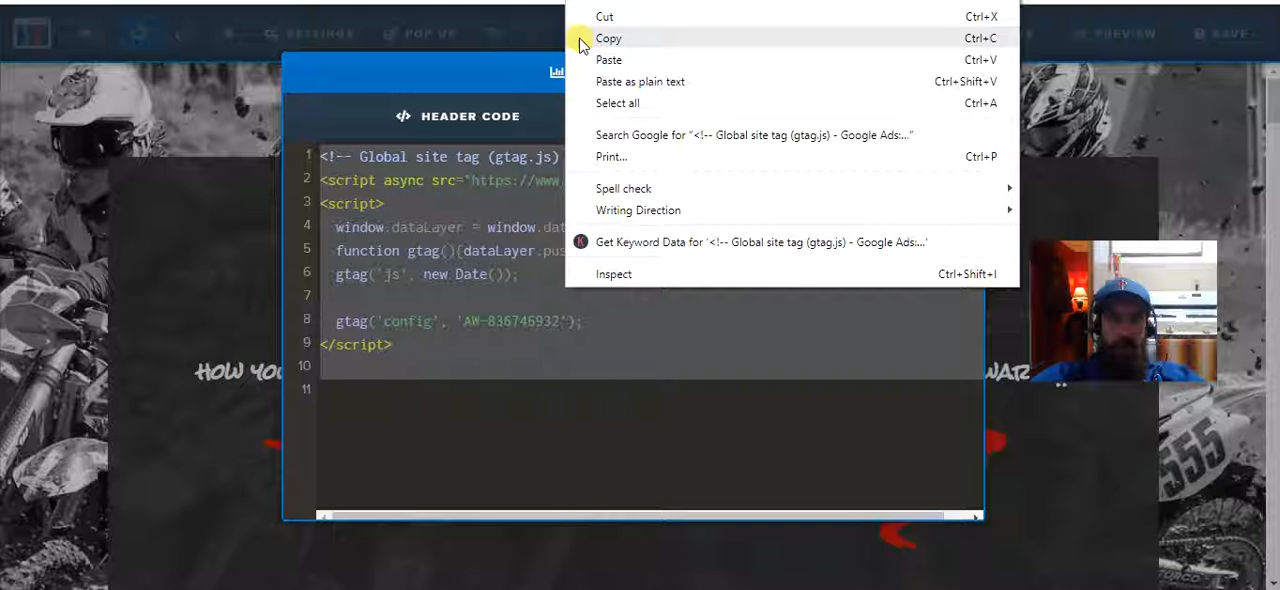 Cut Ctrl+X
SETTINGS POP UP PREVIEW SAVE
Copy Ctrl+C
Paste Ctrl+V
Paste as plain text Ctrl+Shift+V
Select all Ctrl+A
HEADER CODE
Search Google for "<!-- Global site tag (gtag.js) - Google Ads:..."
Print... Ctrl+P
1 <!-- Global site tag (gtag.js)
2 <script async src="https://www
Spell check
3 <script>
Writing Direction
4 window.dataLayer = window.dat
Get Keyword Data for '<!-- Global site tag (gtag.js) - Google Ads:...'
5 function gtag(){dataLayer.pus
6 gtag('js', new Date());
Inspect Ctrl+Shift+I
7
8 gtag('config', 'AW-836746932');
9 </script>
10
HOW YOU
11
555